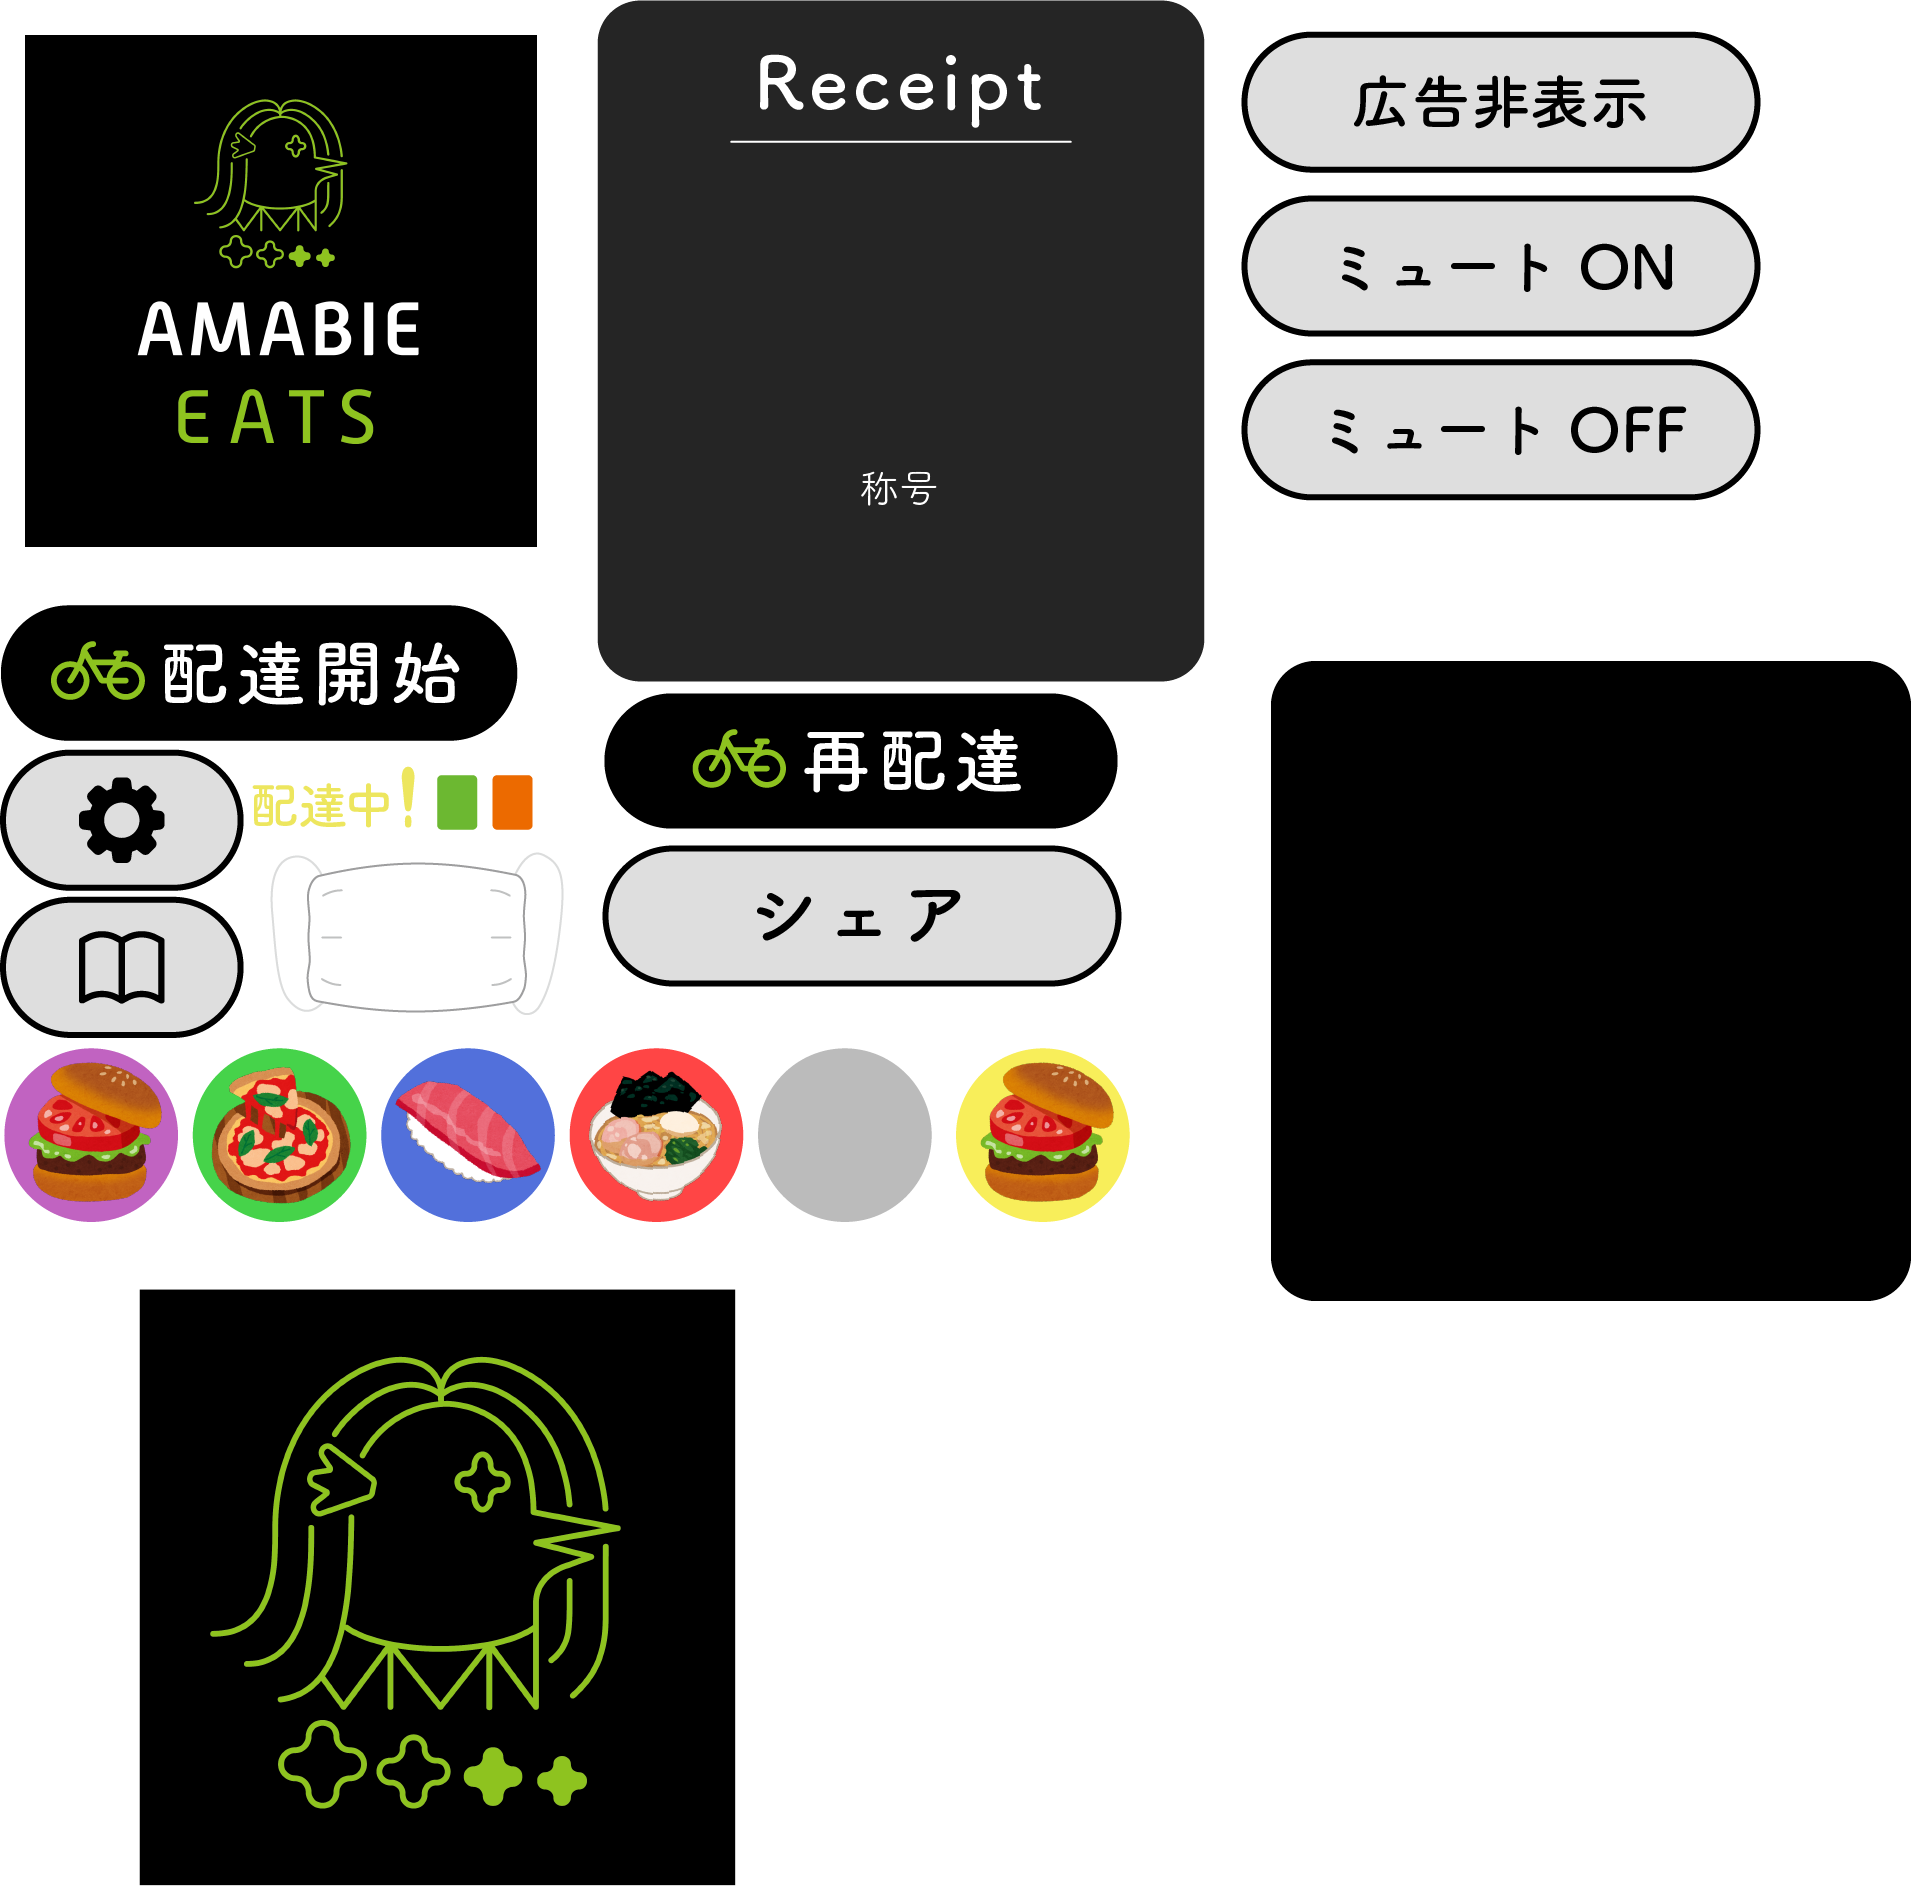 AMABIE
EATS
Receipt
称号
広告非表示
ミュート ON
ミュート OFF
配達開始
配達中!
再配達
シェア